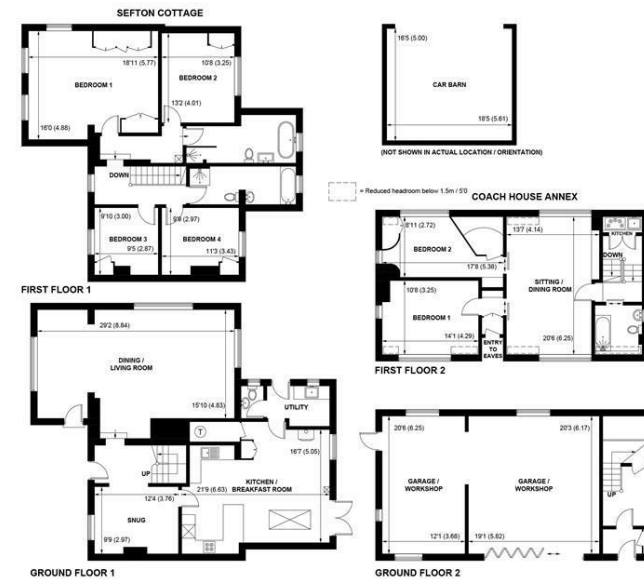 SEFTON COTTAGE
18'11 (5.77)
BEDROOM 1
16'0 (4.88)
10'8 (3.25)
BEDROOM 2
13'2 (4.01)
DOWN
9'10 (3.00)
BEDROOM 3
9'5 (2.87)
9'9 (2.97)
BEDROOM 4
11'3 (3.43)
FIRST FLOOR 1
16'5 (5.00)
CAR BARN
18'5 (5.61)
(NOT SHOWN IN ACTUAL LOCATION / ORIENTATION)
= Reduced headroom below 1.5m / 5'0
COACH HOUSE ANNEX
8'11 (2.72)
BEDROOM 2
17'8 (5.38)
13'7 (4.14)
KITCHEN
DOWN
SITTING /
DINING ROOM
10'8 (3.25)
BEDROOM 1
14'1 (4.29)
ENTRY
TO
EAVES
20'6 (6.25)
FIRST FLOOR 2
29'2 (8.84)
DINING /
LIVING ROOM
15'10 (4.83)
UTILITY
T
16'7 (5.05)
UP
KITCHEN /
BREAKFAST ROOM
21'9 (6.63)
12'4 (3.76)
SNUG
9'9 (2.97)
GROUND FLOOR 1
20'6 (6.25)
20'3 (6.17)
GARAGE /
WORKSHOP
GARAGE /
WORKSHOP
UP
12'1 (3.68)
19'1 (5.82)
GROUND FLOOR 2